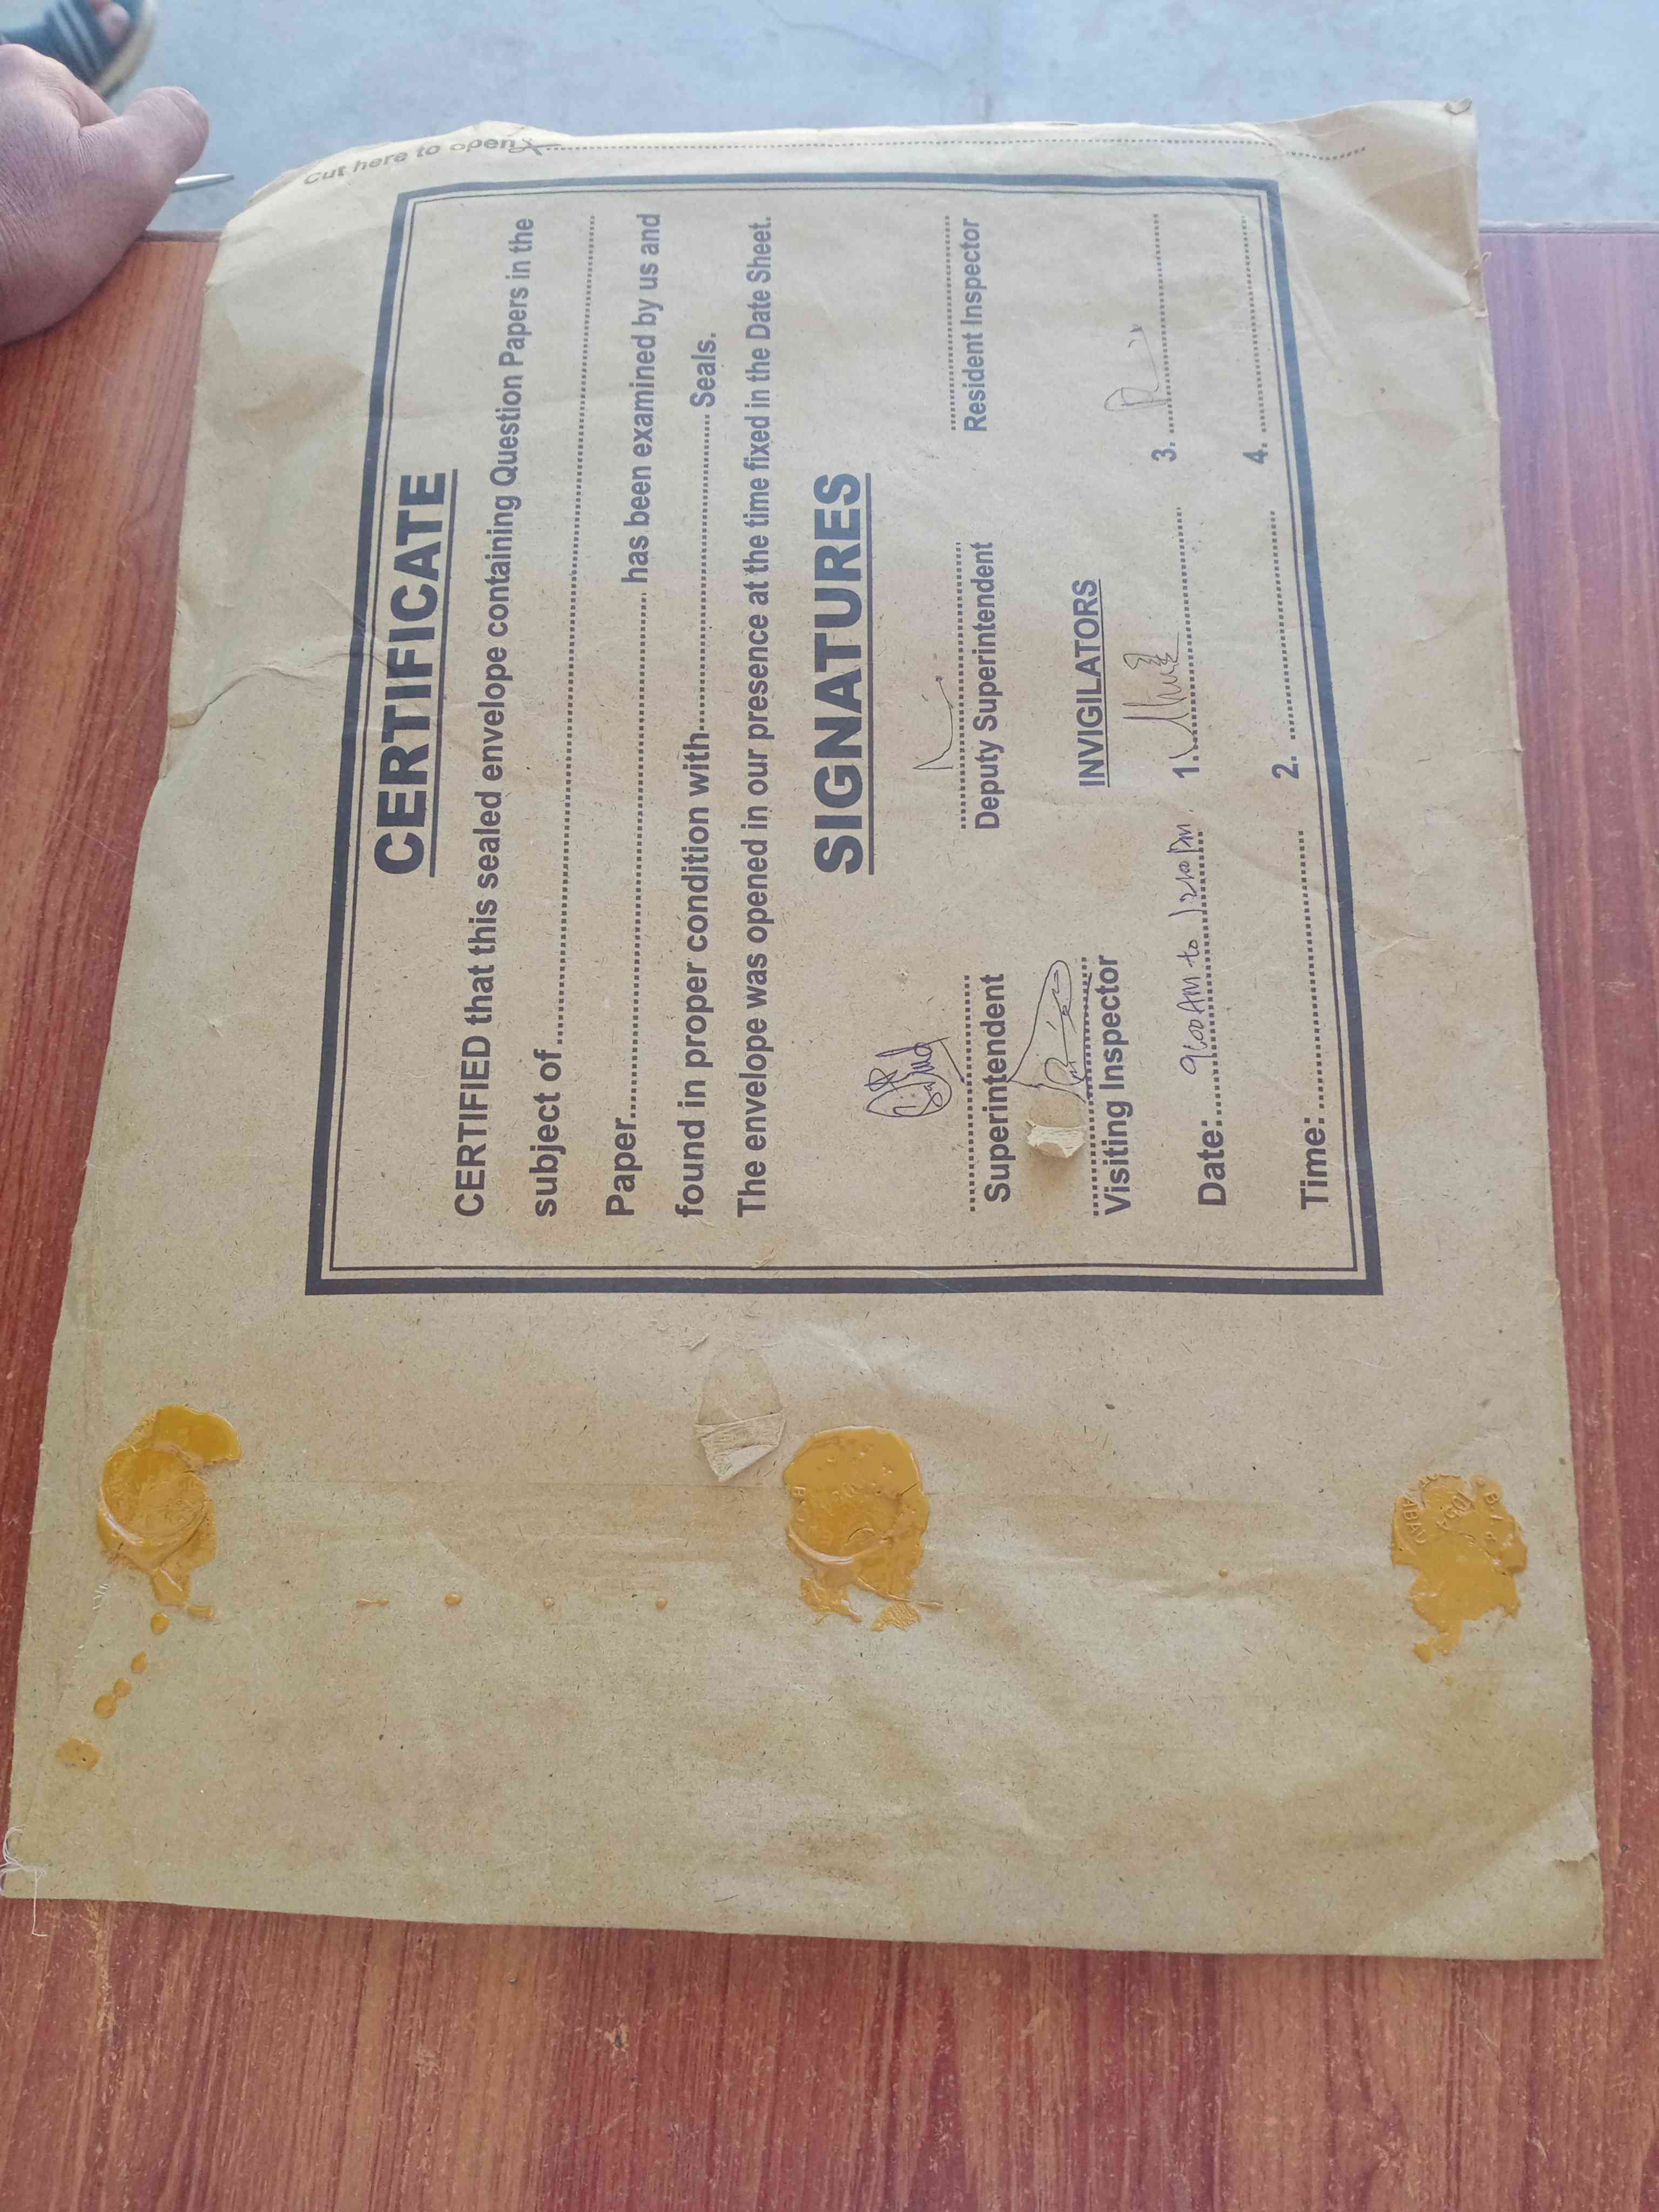 Cut here to open
CERTIFICATE
CERTIFIED that this sealed envelope containing Question Papers in the
subject of
Paper has been examined by us and
found in proper condition with Seals.
The envelope was opened in our presence at the time fixed in the Date Sheet.
SIGNATURES
Superintendent Deputy Superintendent Resident Inspector
Visiting Inspector INVIGILATORS
Date: 9:00 AM to 12:10 Pm 1. 3.
Time: 2. 4.